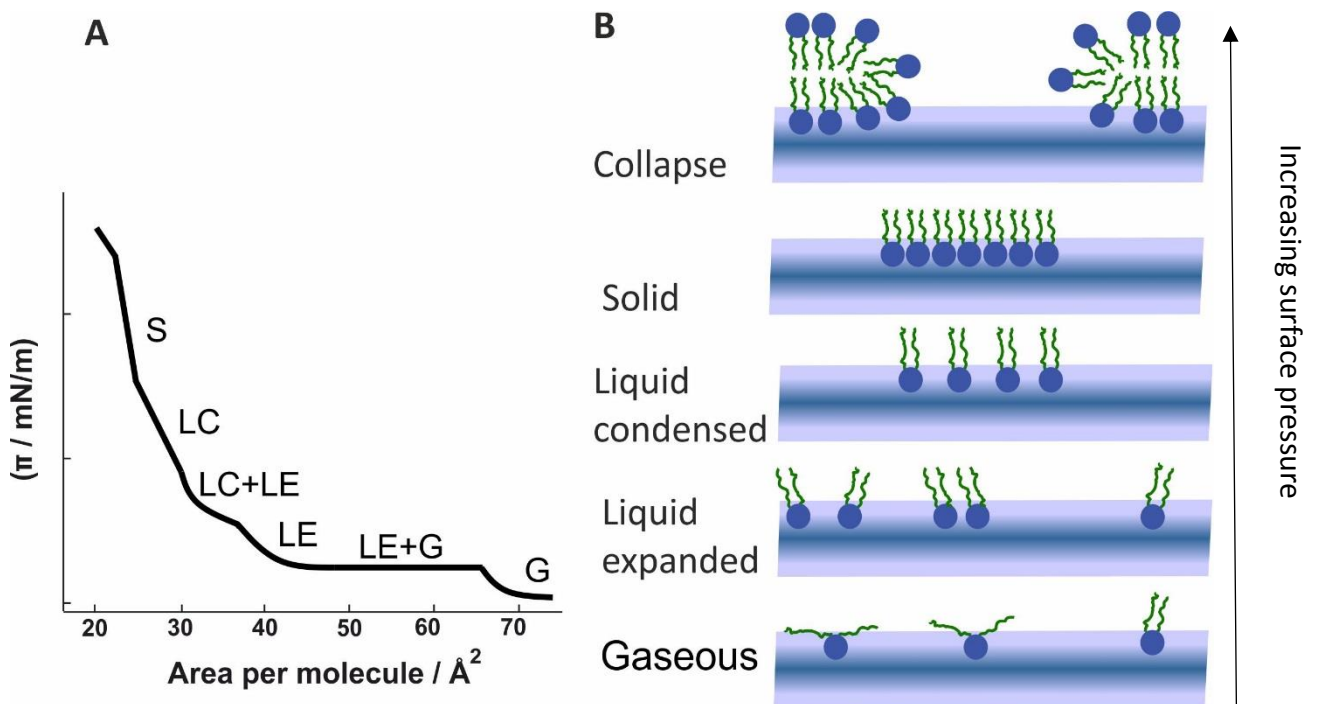 A
(π / mN/m)
S
LC
LC+LE
LE
LE+G
G
20 30 40 50 60 70
Area per molecule / Å²
B
Collapse
Solid
Liquid
condensed
Liquid
expanded
Gaseous
Increasing surface pressure